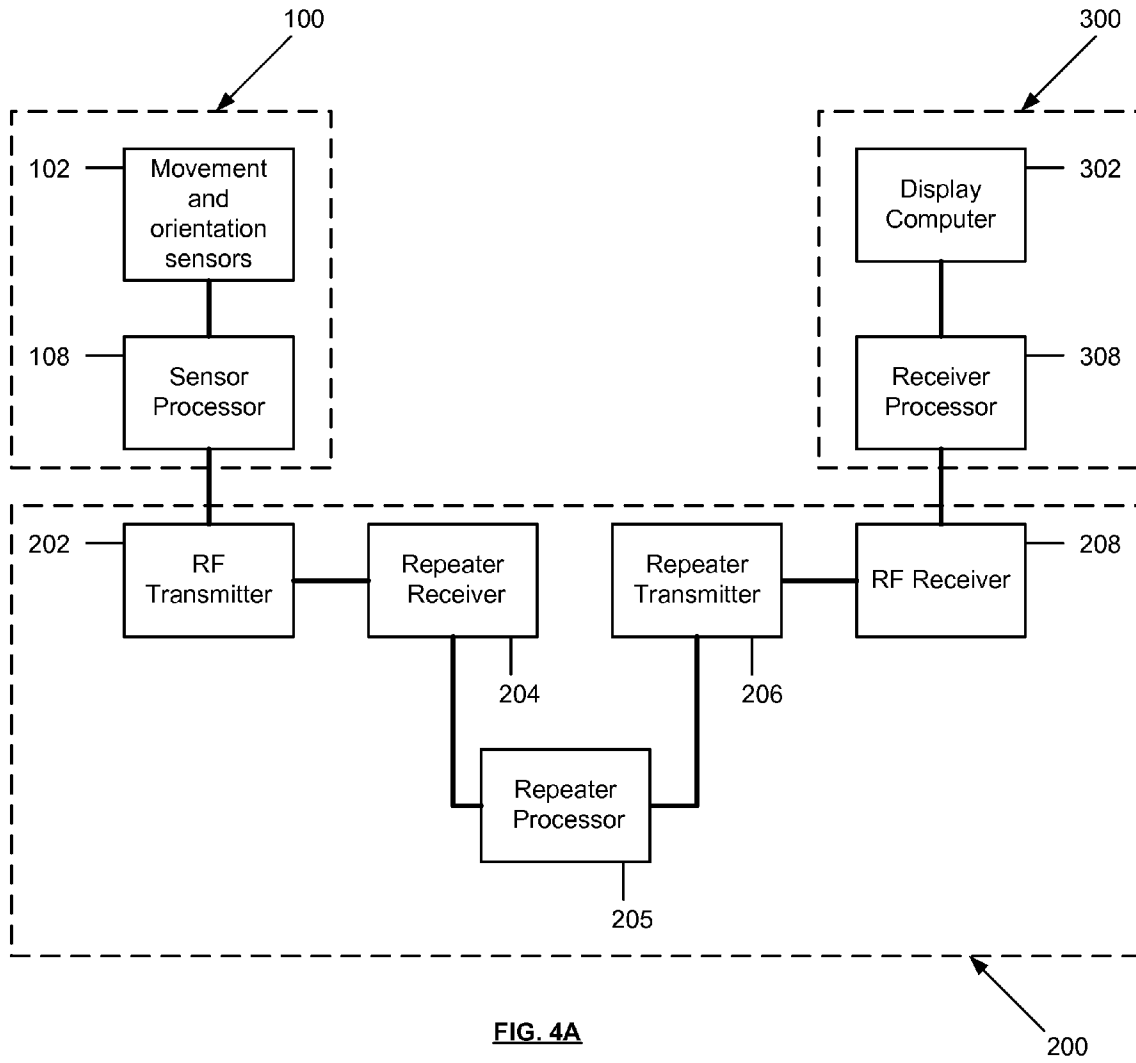 100
300
102
Movement
and
orientation
sensors
Display
Computer
302
108
Sensor
Processor
Receiver
Processor
308
202
RF
Transmitter
Repeater
Receiver
Repeater
Transmitter
RF Receiver
208
204
206
Repeater
Processor
205
FIG. 4A
200